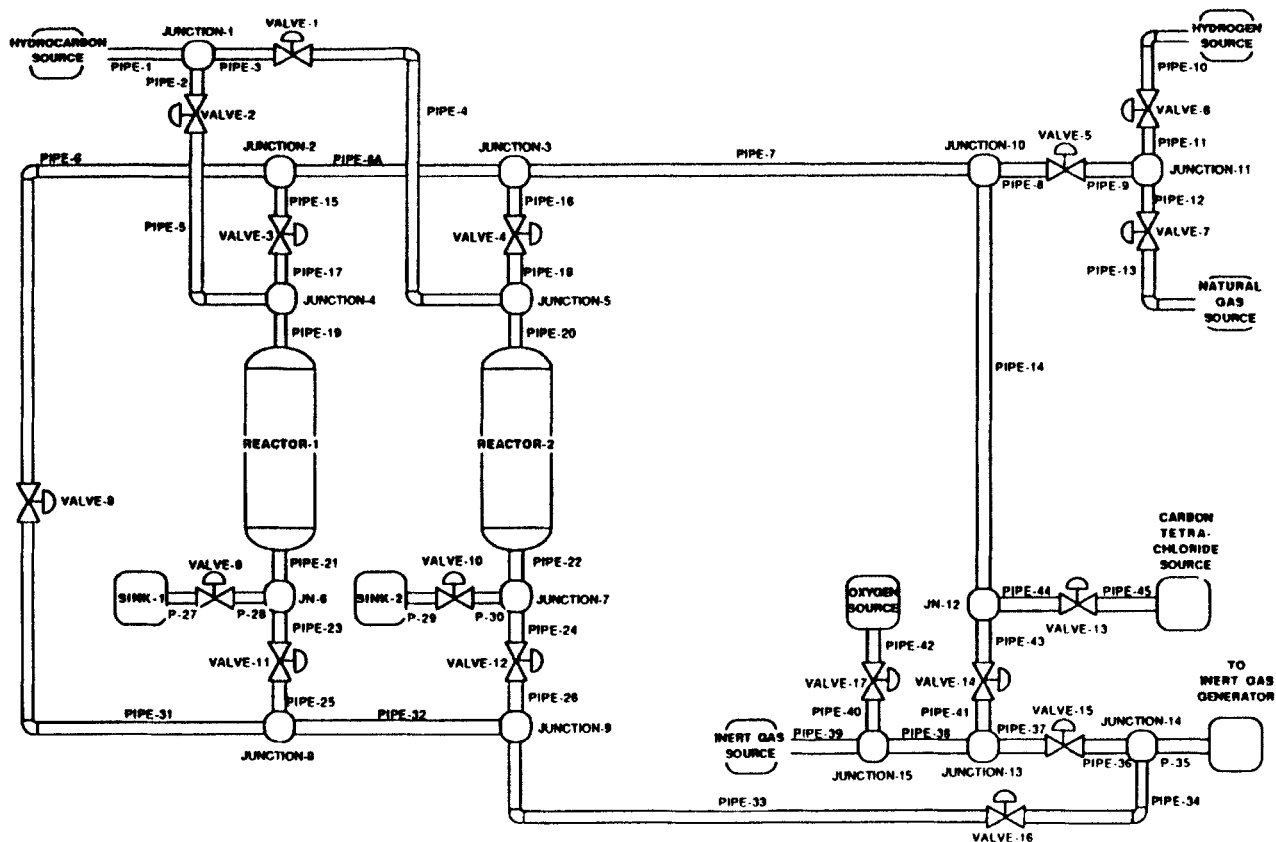 VALVE-1
JUNCTION-1
HYDROCARBON
SOURCE
PIPE-1
PIPE-2
PIPE-3
VALVE-2
PIPE-4
HYDROGEN
SOURCE
PIPE-10
VALVE-6
PIPE-11
PIPE-6
JUNCTION-2
PIPE-6A
JUNCTION-3
PIPE-7
JUNCTION-10
VALVE-5
PIPE-8
PIPE-9
JUNCTION-11
PIPE-12
PIPE-15
PIPE-16
PIPE-5
VALVE-3
VALVE-4
VALVE-7
PIPE-17
PIPE-18
PIPE-13
JUNCTION-4
JUNCTION-5
NATURAL
GAS
SOURCE
PIPE-19
PIPE-20
PIPE-14
REACTOR-1
REACTOR-2
VALVE-9
CARBON
TETRA-
CHLORIDE
SOURCE
PIPE-21
VALVE-8
PIPE-22
VALVE-10
SINK-1
P-27
P-28
JN-6
SINK-2
P-29
P-30
JUNCTION-7
OXYGEN
SOURCE
JN-12
PIPE-44
PIPE-45
VALVE-13
PIPE-23
PIPE-24
PIPE-42
PIPE-43
VALVE-11
VALVE-12
VALVE-17
VALVE-14
TO
INERT GAS
GENERATOR
PIPE-25
PIPE-26
PIPE-40
PIPE-41
VALVE-15
JUNCTION-14
PIPE-31
PIPE-32
JUNCTION-8
JUNCTION-9
INERT GAS
SOURCE
PIPE-39
PIPE-38
PIPE-37
PIPE-36
P-35
JUNCTION-15
JUNCTION-13
PIPE-33
PIPE-34
VALVE-16